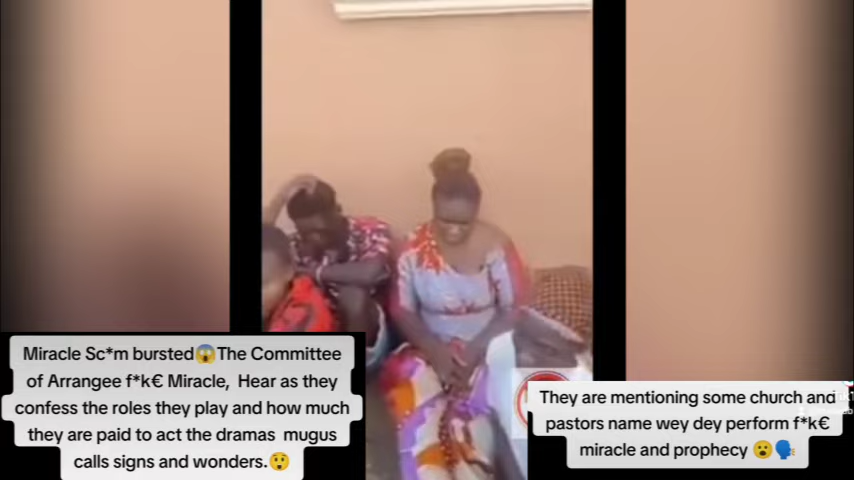 Miracle Sc*m bursted😱The Committee
of Arrangee f*k€ Miracle, Hear as they
confess the roles they play and how much
they are paid to act the dramas mugus
calls signs and wonders.😲
They are mentioning some church and
pastors name wey dey perform f*k€
miracle and prophecy 😮🗣️